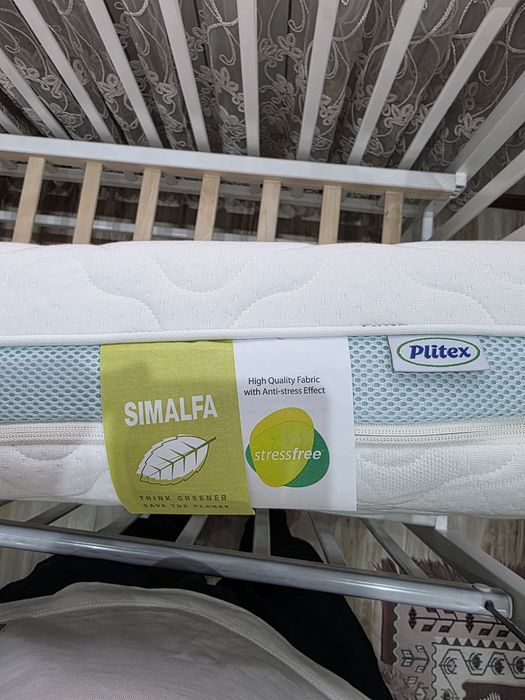 Plitex
SIMALFA
THINK GREENER
SAVE THE PLANET
High Quality Fabric
with Anti-stress Effect
stressfree